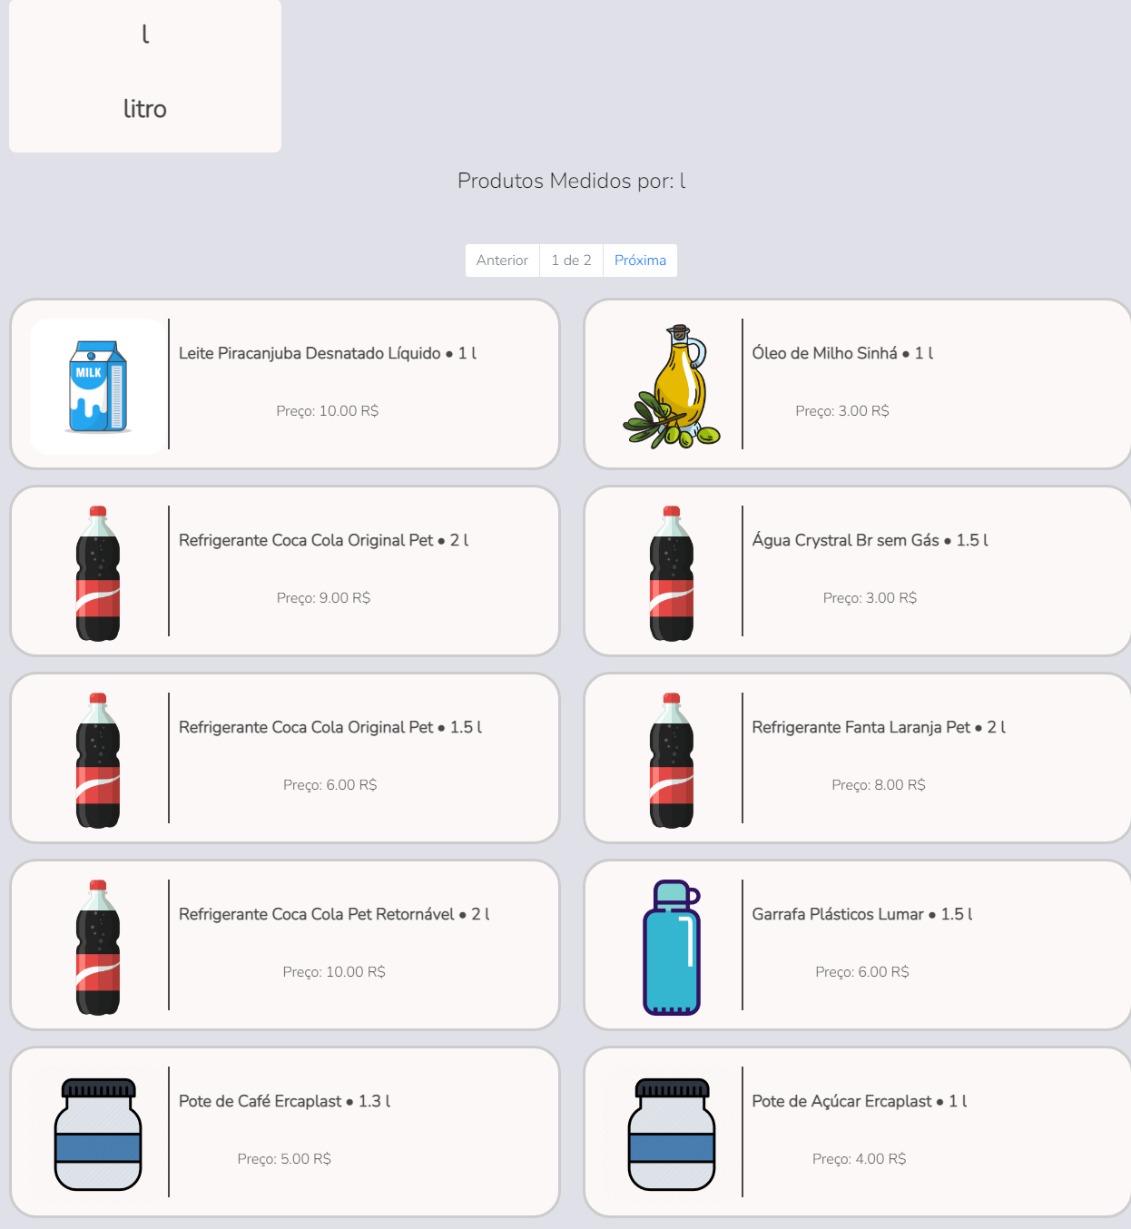 l
litro
Produtos Medidos por: l
Anterior 1 de 2 Próxima
MILK
Leite Piracanjuba Desnatado Líquido • 1 l
Preço: 10.00 R$
Óleo de Milho Sinhá • 1 l
Preço: 3.00 R$
Refrigerante Coca Cola Original Pet • 2 l
Preço: 9.00 R$
Água Crystral Br sem Gás • 1.5 l
Preço: 3.00 R$
Refrigerante Coca Cola Original Pet • 1.5 l
Preço: 6.00 R$
Refrigerante Fanta Laranja Pet • 2 l
Preço: 8.00 R$
Refrigerante Coca Cola Pet Retornável • 2 l
Preço: 10.00 R$
Garrafa Plásticos Lumar • 1.5 l
Preço: 6.00 R$
Pote de Café Ercaplast • 1.3 l
Preço: 5.00 R$
Pote de Açúcar Ercaplast • 1 l
Preço: 4.00 R$